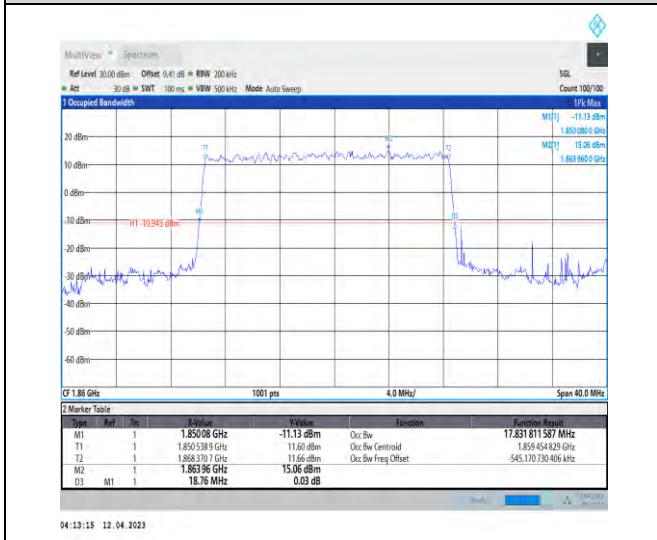 MultiView Spectrum
Ref Level 30.00 dBm Offset 0.41 dB RBW 200 kHz SGL
Att 30 dB SWT 100 ms VBW 500 kHz Mode Auto Sweep Count 100/100
1 Occupied Bandwidth 1Pk Max
M1[1] -11.13 dBm
1.850 080 0 GHz
M2[1] 15.06 dBm
1.863 960 0 GHz
20 dBm
T1 M2 T2
10 dBm
0 dBm
M1
-10 dBm
H1 -10.943 dBm
D3
-20 dBm
-30 dBm
-40 dBm
-50 dBm
-60 dBm
CF 1.86 GHz 1001 pts 4.0 MHz/ Span 40.0 MHz
2 Marker Table
Type Ref Trc X-Value Y-Value Function Function Result
M1 1 1.85008 GHz -11.13 dBm Occ Bw 17.831 811 587 MHz
T1 1 1.850 538 9 GHz 11.60 dBm Occ Bw Centroid 1.859 454 829 GHz
T2 1 1.868 370 7 GHz 11.66 dBm Occ Bw Freq Offset -545.170 730 406 kHz
M2 1 1.863 96 GHz 15.06 dBm
D3 M1 1 18.76 MHz 0.03 dB
04:13:15 12.04.2023